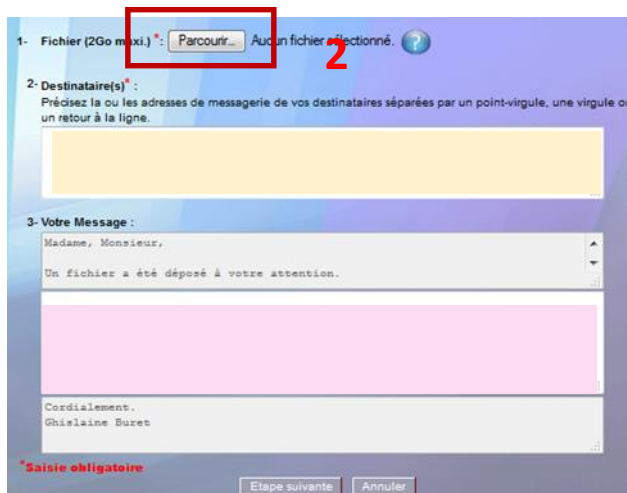 1- Fichier (2Go maxi.) *: Parcourir... Aucun fichier sélectionné. ?
2
2- Destinataire(s)* :
Précisez la ou les adresses de messagerie de vos destinataires séparées par un point-virgule, une virgule ou
un retour à la ligne.
3- Votre Message :
Madame, Monsieur,
Un fichier a été déposé à votre attention.
Cordialement.
Ghislaine Buret
*Saisie obligatoire
Etape suivante Annuler